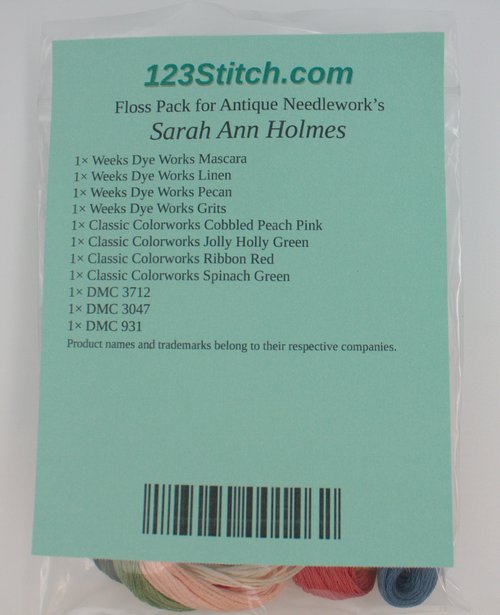 123Stitch.com
Floss Pack for Antique Needlework's
Sarah Ann Holmes
1× Weeks Dye Works Mascara
1× Weeks Dye Works Linen
1× Weeks Dye Works Pecan
1× Weeks Dye Works Grits
1× Classic Colorworks Cobbled Peach Pink
1× Classic Colorworks Jolly Holly Green
1× Classic Colorworks Ribbon Red
1× Classic Colorworks Spinach Green
1× DMC 3712
1× DMC 3047
1× DMC 931
Product names and trademarks belong to their respective companies.